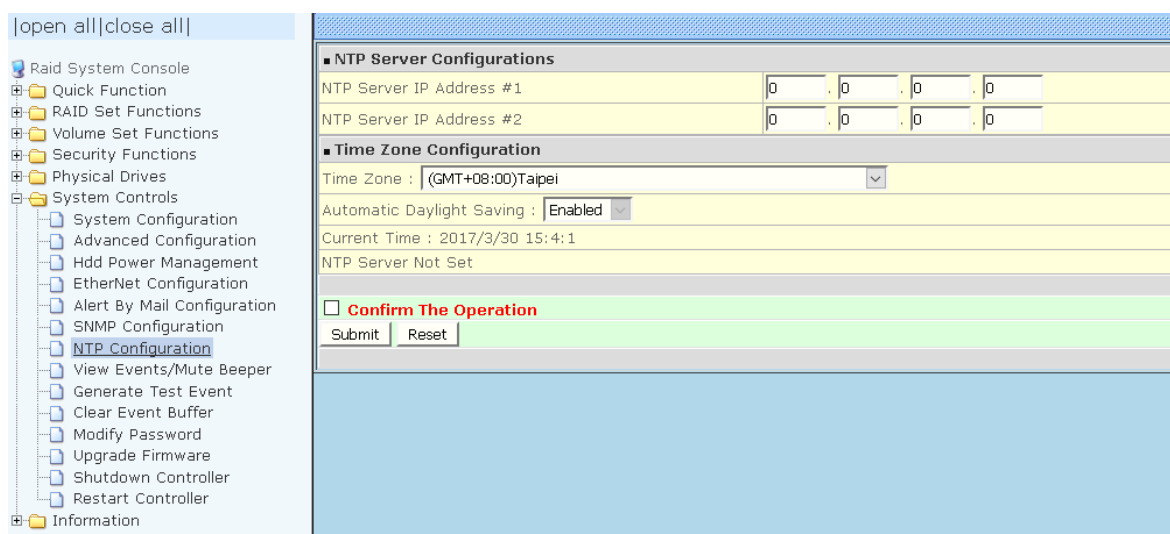 |open all|close all|
Raid System Console
Quick Function
RAID Set Functions
Volume Set Functions
Security Functions
Physical Drives
System Controls
System Configuration
Advanced Configuration
Hdd Power Management
EtherNet Configuration
Alert By Mail Configuration
SNMP Configuration
NTP Configuration
View Events/Mute Beeper
Generate Test Event
Clear Event Buffer
Modify Password
Upgrade Firmware
Shutdown Controller
Restart Controller
Information
NTP Server Configurations
NTP Server IP Address #1 0 . 0 . 0 . 0
NTP Server IP Address #2 0 . 0 . 0 . 0
Time Zone Configuration
Time Zone : (GMT+08:00)Taipei
Automatic Daylight Saving : Enabled
Current Time : 2017/3/30 15:4:1
NTP Server Not Set
Confirm The Operation
Submit Reset